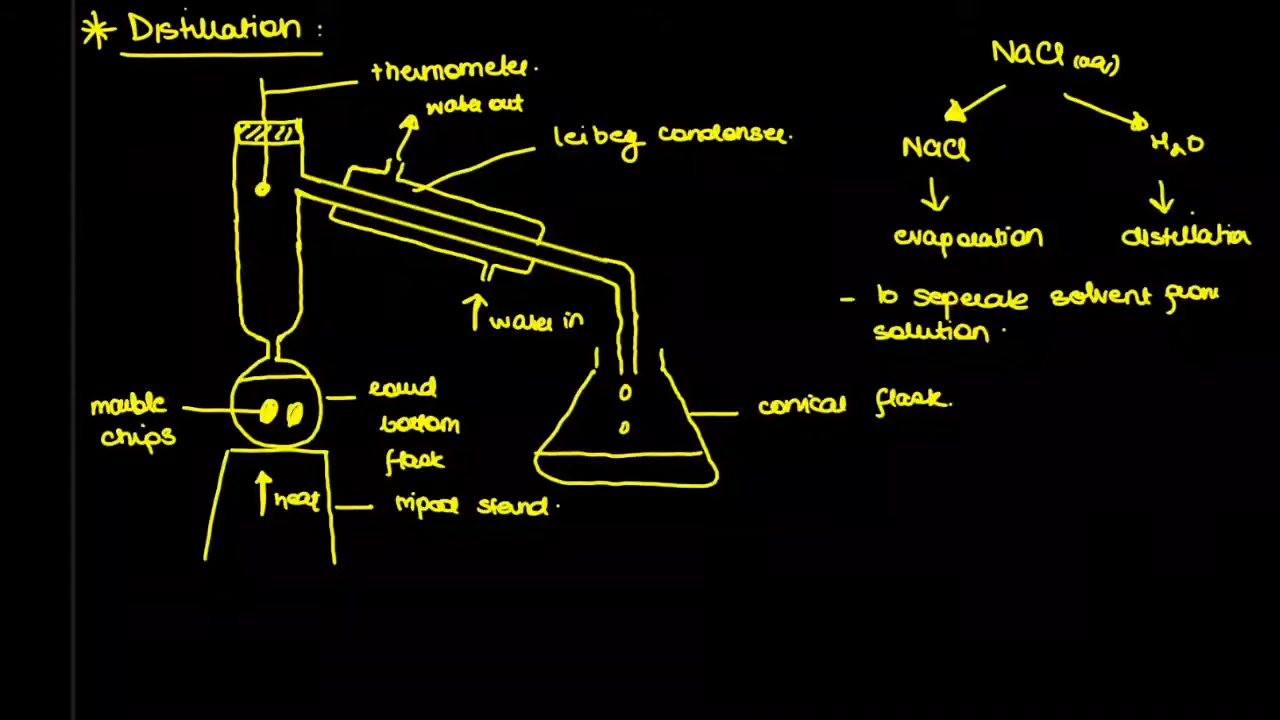 * Distillation :
thermometer.
water out
leibeg condenser.
water in
marble
chips
round
bottom
flask
heat
tripod stand.
conical flask.
NaCl (aq)
NaCl
H2O
evaporation
distillation
- to seperate solvent from
solution.